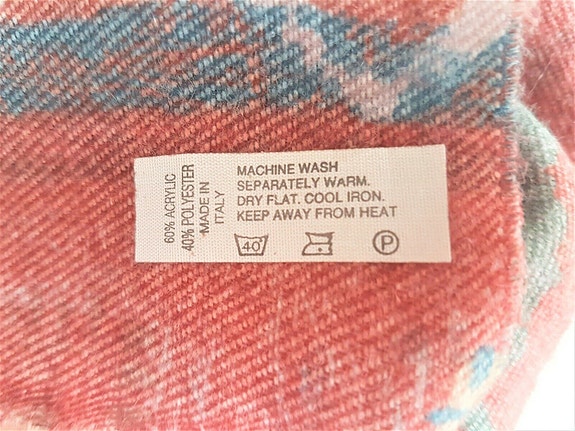 60% ACRYLIC
40% POLYESTER
MADE IN
ITALY
MACHINE WASH
SEPARATELY WARM.
DRY FLAT. COOL IRON.
KEEP AWAY FROM HEAT
40° P